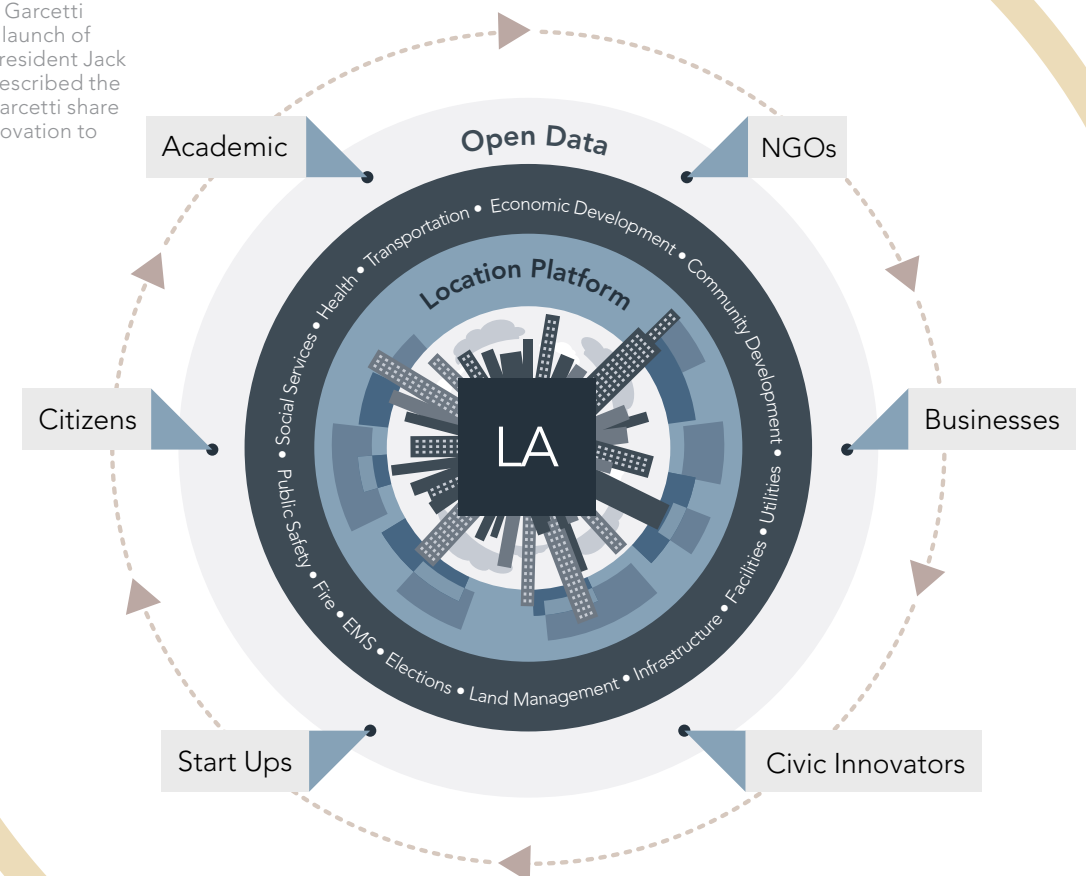 Garcetti
launch of
resident Jack
escribed the
arcetti share
ovation to
Academic
Open Data
NGOs
Economic Development • Community Development • Utilities • Facilities • Infrastructure • Land Management • Elections • EMS • Fire • Public Safety • Social Services • Health • Transportation •
Location Platform
LA
Citizens
Businesses
Start Ups
Civic Innovators